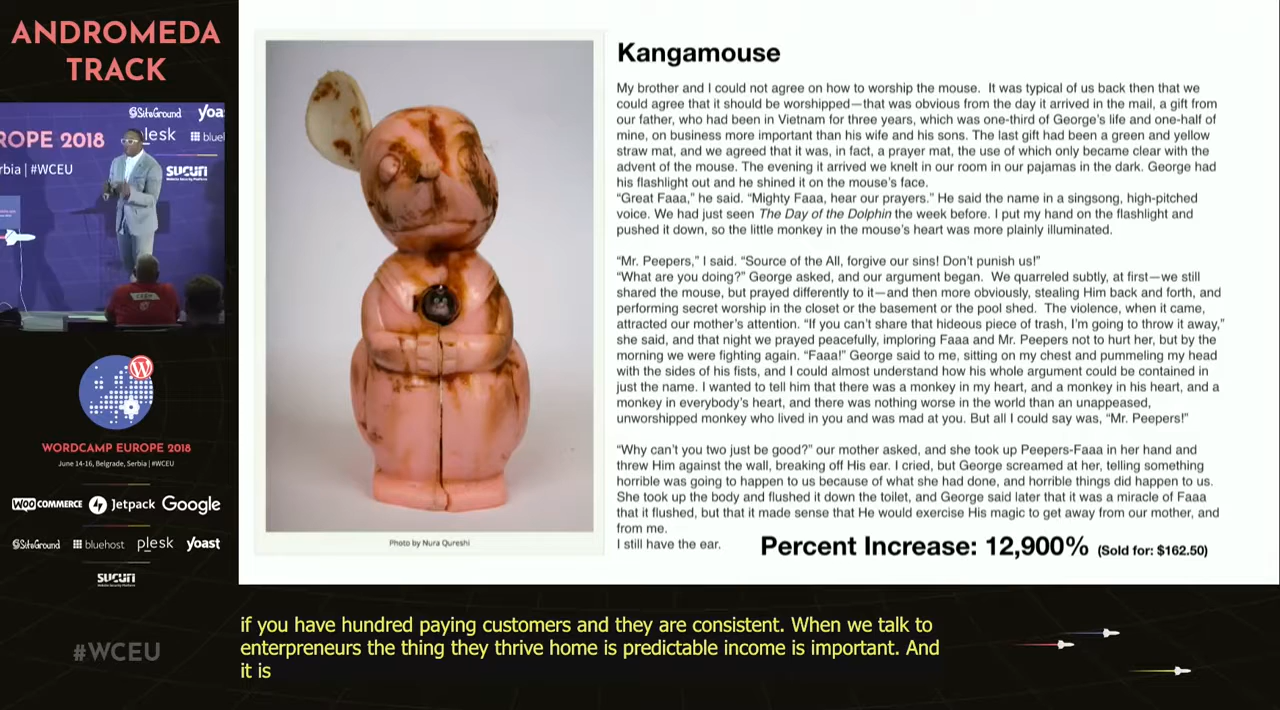 ANDROMEDA
TRACK
SiteGround yoa
ROPE 2018 plesk bluel
rbia | #WCEU SUCURI
WORDCAMP EUROPE 2018
June 14-16, Belgrade, Serbia | #WCEU
WOO COMMERCE Jetpack Google
SiteGround bluehost plesk yoast
SUCURI
#WCEU
Photo by Nura Qureshi
Kangamouse
My brother and I could not agree on how to worship the mouse. It was typical of us back then that we
could agree that it should be worshipped—that was obvious from the day it arrived in the mail, a gift from
our father, who had been in Vietnam for three years, which was one-third of George's life and one-half of
mine, on business more important than his wife and his sons. The last gift had been a green and yellow
straw mat, and we agreed that it was, in fact, a prayer mat, the use of which only became clear with the
advent of the mouse. The evening it arrived we knelt in our room in our pajamas in the dark. George had
his flashlight out and he shined it on the mouse's face.
"Great Faaa," he said. "Mighty Faaa, hear our prayers." He said the name in a singsong, high-pitched
voice. We had just seen The Day of the Dolphin the week before. I put my hand on the flashlight and
pushed it down, so the little monkey in the mouse's heart was more plainly illuminated.
"Mr. Peepers," I said. "Source of the All, forgive our sins! Don't punish us!"
"What are you doing?" George asked, and our argument began. We quarreled subtly, at first—we still
shared the mouse, but prayed differently to it—and then more obviously, stealing Him back and forth, and
performing secret worship in the closet or the basement or the pool shed. The violence, when it came,
attracted our mother's attention. "If you can't share that hideous piece of trash, I'm going to throw it away,"
she said, and that night we prayed peacefully, imploring Faaa and Mr. Peepers not to hurt her, but by the
morning we were fighting again. "Faaa!" George said to me, sitting on my chest and pummeling my head
with the sides of his fists, and I could almost understand how his whole argument could be contained in
just the name. I wanted to tell him that there was a monkey in my heart, and a monkey in his heart, and a
monkey in everybody's heart, and there was nothing worse in the world than an unappeased,
unworshipped monkey who lived in you and was mad at you. But all I could say was, "Mr. Peepers!"
"Why can't you two just be good?" our mother asked, and she took up Peepers-Faaa in her hand and
threw Him against the wall, breaking off His ear. I cried, but George screamed at her, telling something
horrible was going to happen to us because of what she had done, and horrible things did happen to us.
She took up the body and flushed it down the toilet, and George said later that it was a miracle of Faaa
that it flushed, but that it made sense that He would exercise His magic to get away from our mother, and
from me.
I still have the ear.
Percent Increase: 12,900% (Sold for: $162.50)
if you have hundred paying customers and they are consistent. When we talk to
enterpreneurs the thing they thrive home is predictable income is important. And
it is